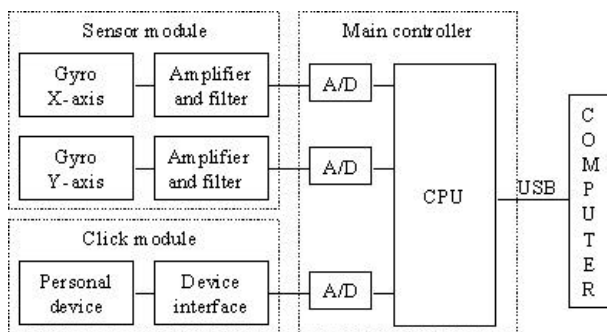 Sensor module
Main controller
Gyro
X-axis
Amplifier
and filter
A/D
Gyro
Y-axis
Amplifier
and filter
A/D
CPU
USB
COMPUTER
Click module
Personal
device
Device
interface
A/D